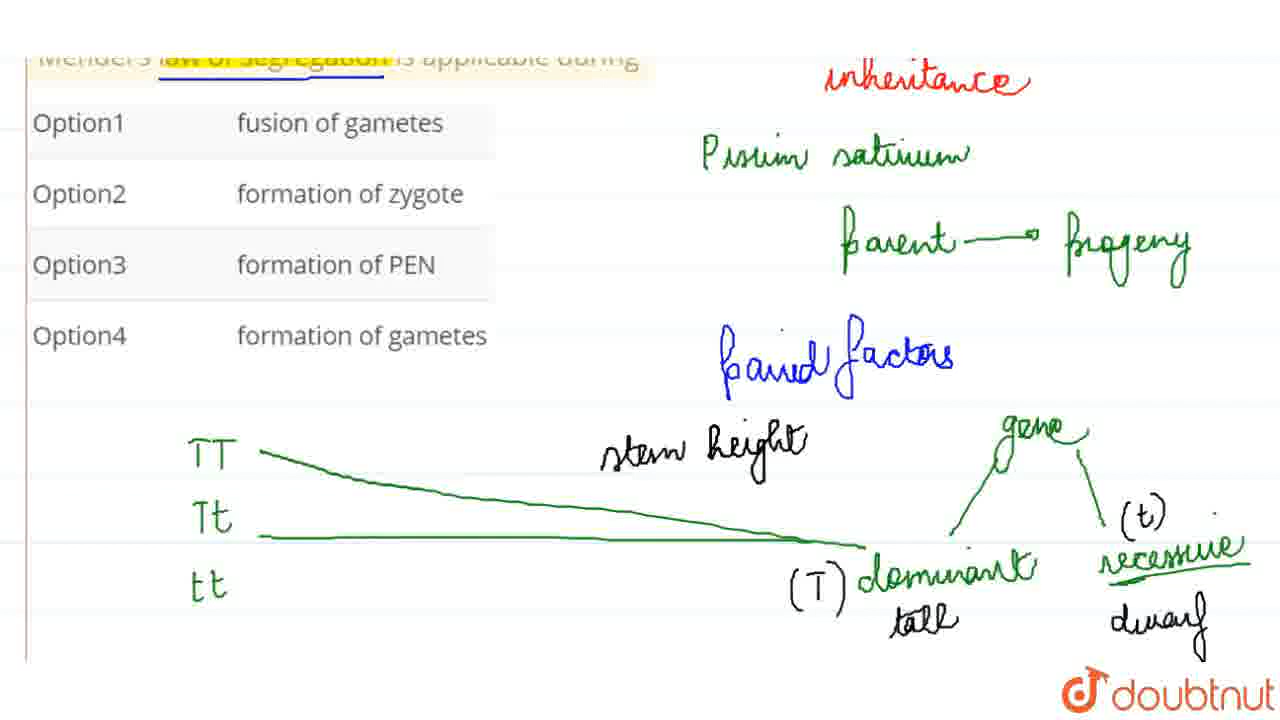 Mendel's law of segregation is applicable during
Option1 fusion of gametes
Option2 formation of zygote
Option3 formation of PEN
Option4 formation of gametes
inheritance
Pisum sativum
parent progeny
paired factors
stem height
gene
TT
Tt
tt
(T) dominant
tall
(t)
recessive
dwarf
doubtnut